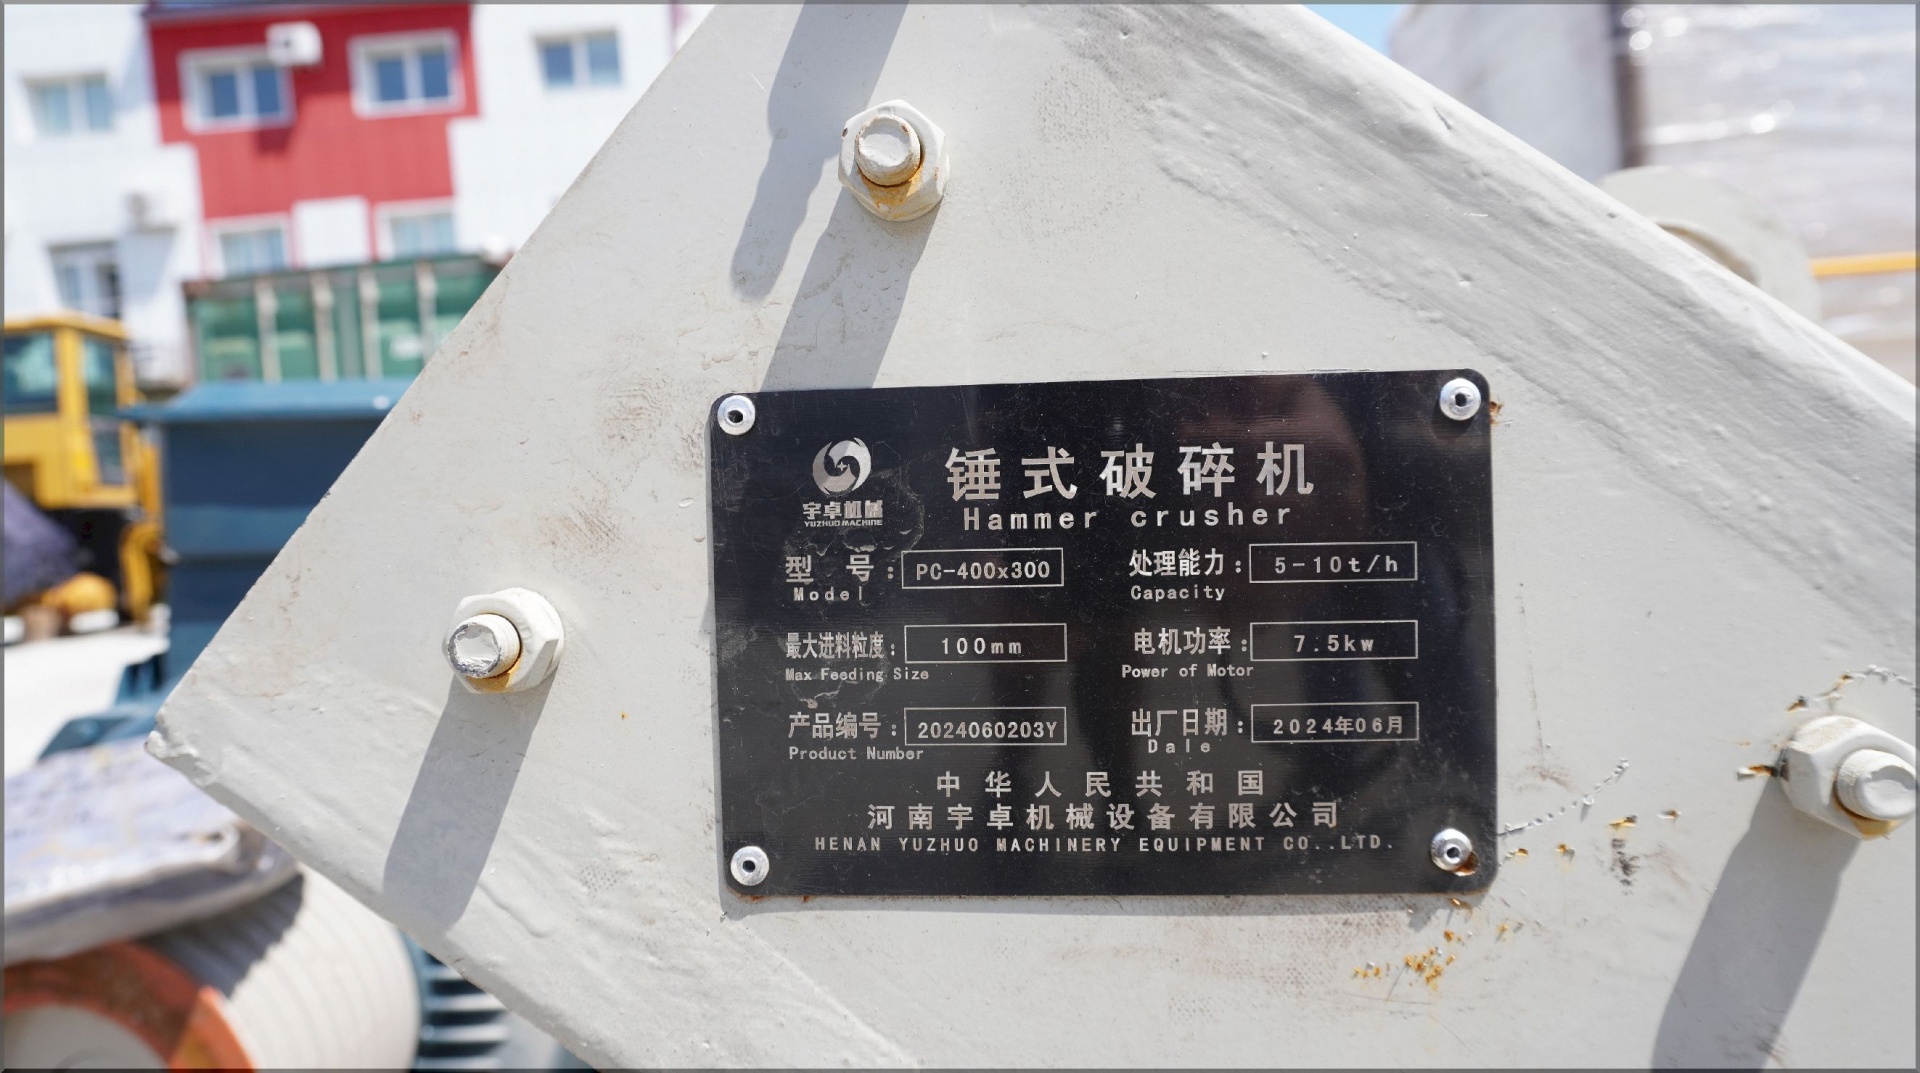 宇卓机械
YUZHUO MACHINE
锤式破碎机
Hammer crusher
型号: PC-400x300 处理能力: 5-10t/h
Model Capacity
最大进料粒度: 100mm 电机功率: 7.5kw
Max Feeding Size Power of Motor
产品编号: 2024060203Y 出厂日期: 2024年06月
Product Number Dale
中华人民共和国
河南宇卓机械设备有限公司
HENAN YUZHUO MACHINERY EQUIPMENT CO..LTD.